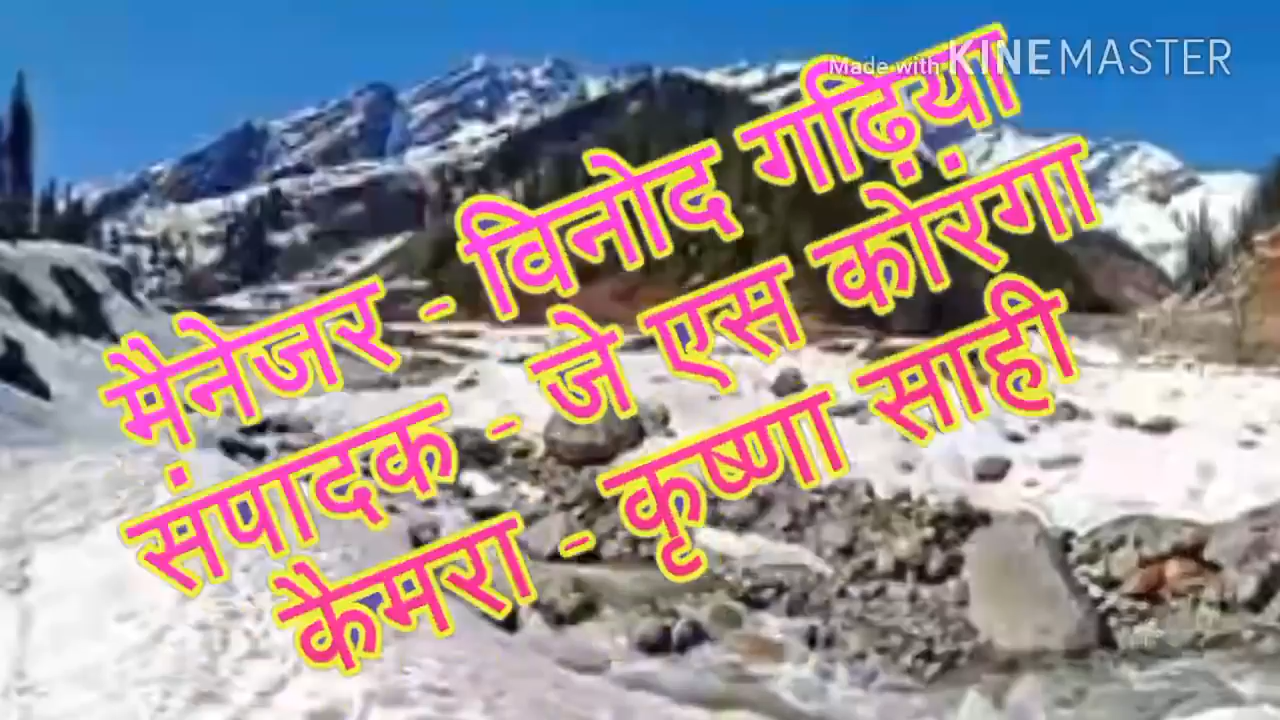 Made with KINEMASTER
मैनेजर - विनोद गढ़िया
संपादक - जे एस कोरंगा
कैमरा - कृष्णा साही